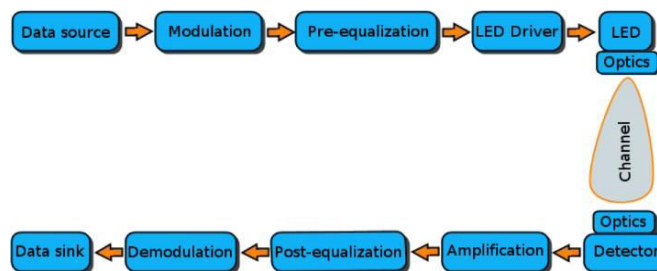 Data source
Modulation
Pre-equalization
LED Driver
LED
Optics
Channel
Optics
Data sink
Demodulation
Post-equalization
Amplification
Detector